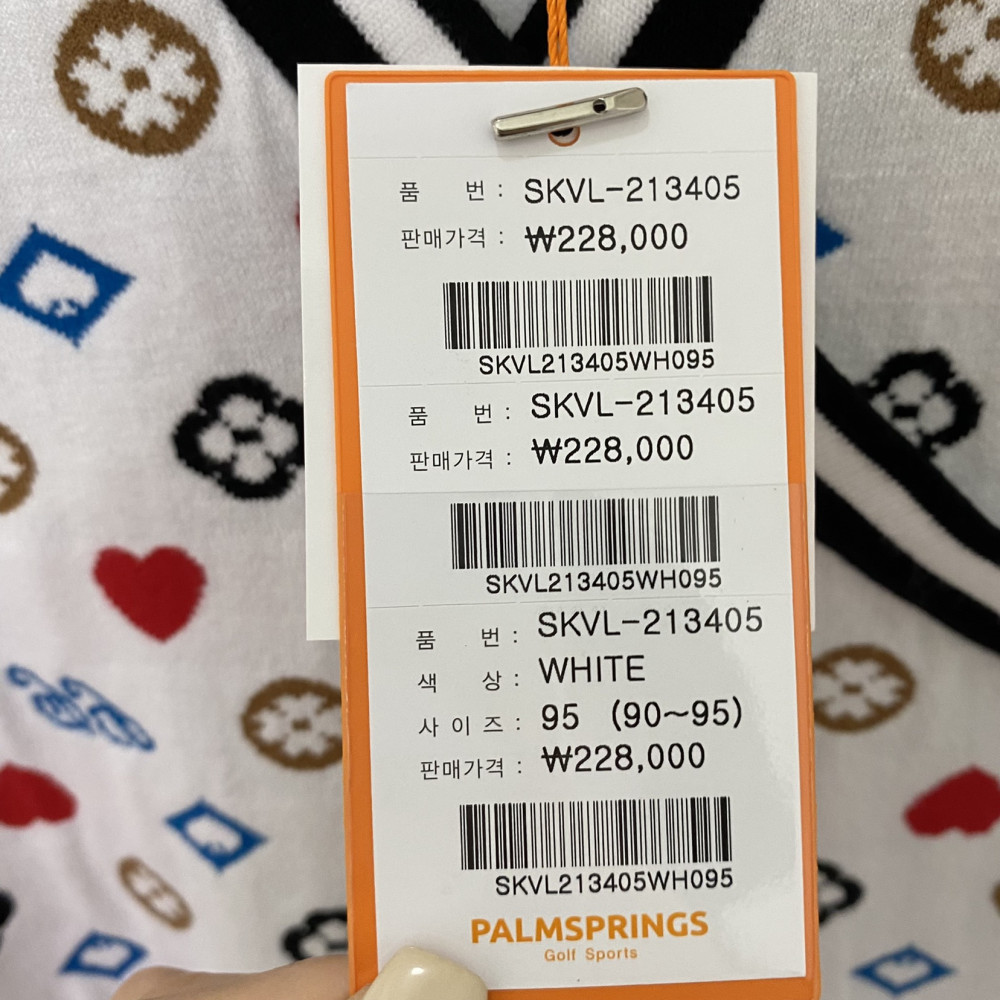 품 번 : SKVL-213405
판매가격 : ₩228,000
SKVL213405WH095
품 번 : SKVL-213405
판매가격 : ₩228,000
SKVL213405WH095
품 번 : SKVL-213405
색 상 : WHITE
사 이 즈 : 95 (90~95)
판매가격 : ₩228,000
SKVL213405WH095
PALMSPRINGS
Golf Sports